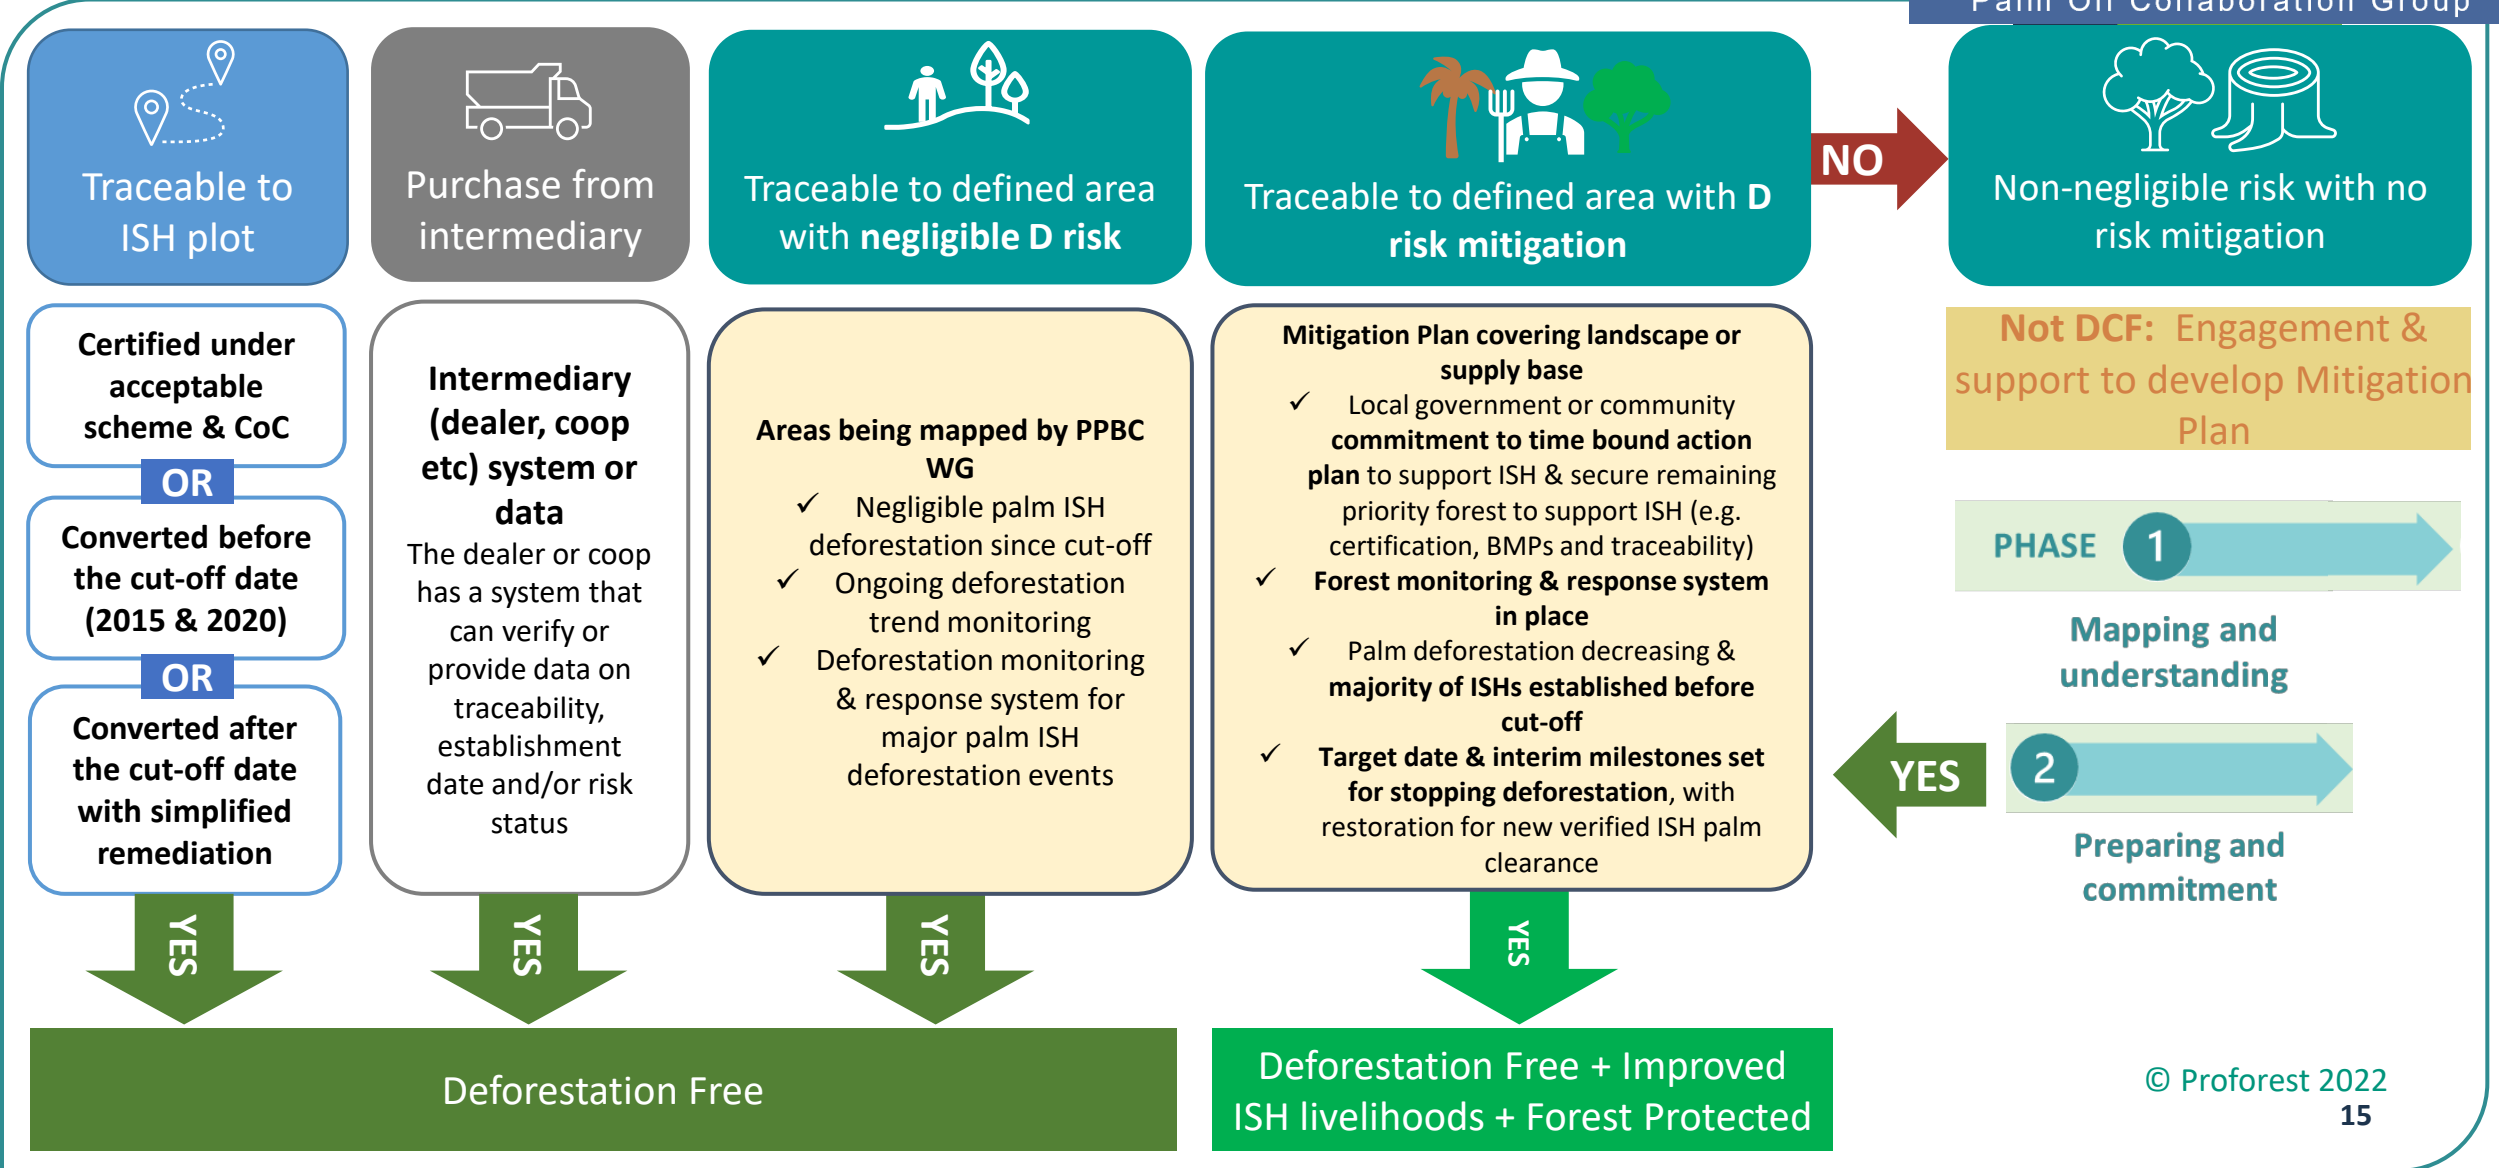 Palm Oil Collaboration Group
Traceable to
ISH plot
Certified under
acceptable
scheme & CoC
OR
Converted before
the cut-off date
(2015 & 2020)
OR
Converted after
the cut-off date
with simplified
remediation
YES
Purchase from
intermediary
Intermediary
(dealer, coop
etc) system or
data
The dealer or coop
has a system that
can verify or
provide data on
traceability,
establishment
date and/or risk
status
YES
Traceable to defined area
with negligible D risk
Areas being mapped by PPBC
WG
✓ Negligible palm ISH
deforestation since cut-off
✓ Ongoing deforestation
trend monitoring
✓ Deforestation monitoring
& response system for
major palm ISH
deforestation events
YES
Deforestation Free
Traceable to defined area with D
risk mitigation
Mitigation Plan covering landscape or
supply base
✓ Local government or community
commitment to time bound action
plan to support ISH & secure remaining
priority forest to support ISH (e.g.
certification, BMPs and traceability)
✓ Forest monitoring & response system
in place
✓ Palm deforestation decreasing &
majority of ISHs established before
cut-off
✓ Target date & interim milestones set
for stopping deforestation, with
restoration for new verified ISH palm
clearance
YES
Deforestation Free + Improved
ISH livelihoods + Forest Protected
NO
Non-negligible risk with no
risk mitigation
Not DCF: Engagement &
support to develop Mitigation
Plan
PHASE 1
Mapping and
understanding
YES
2
Preparing and
commitment
© Proforest 2022
15